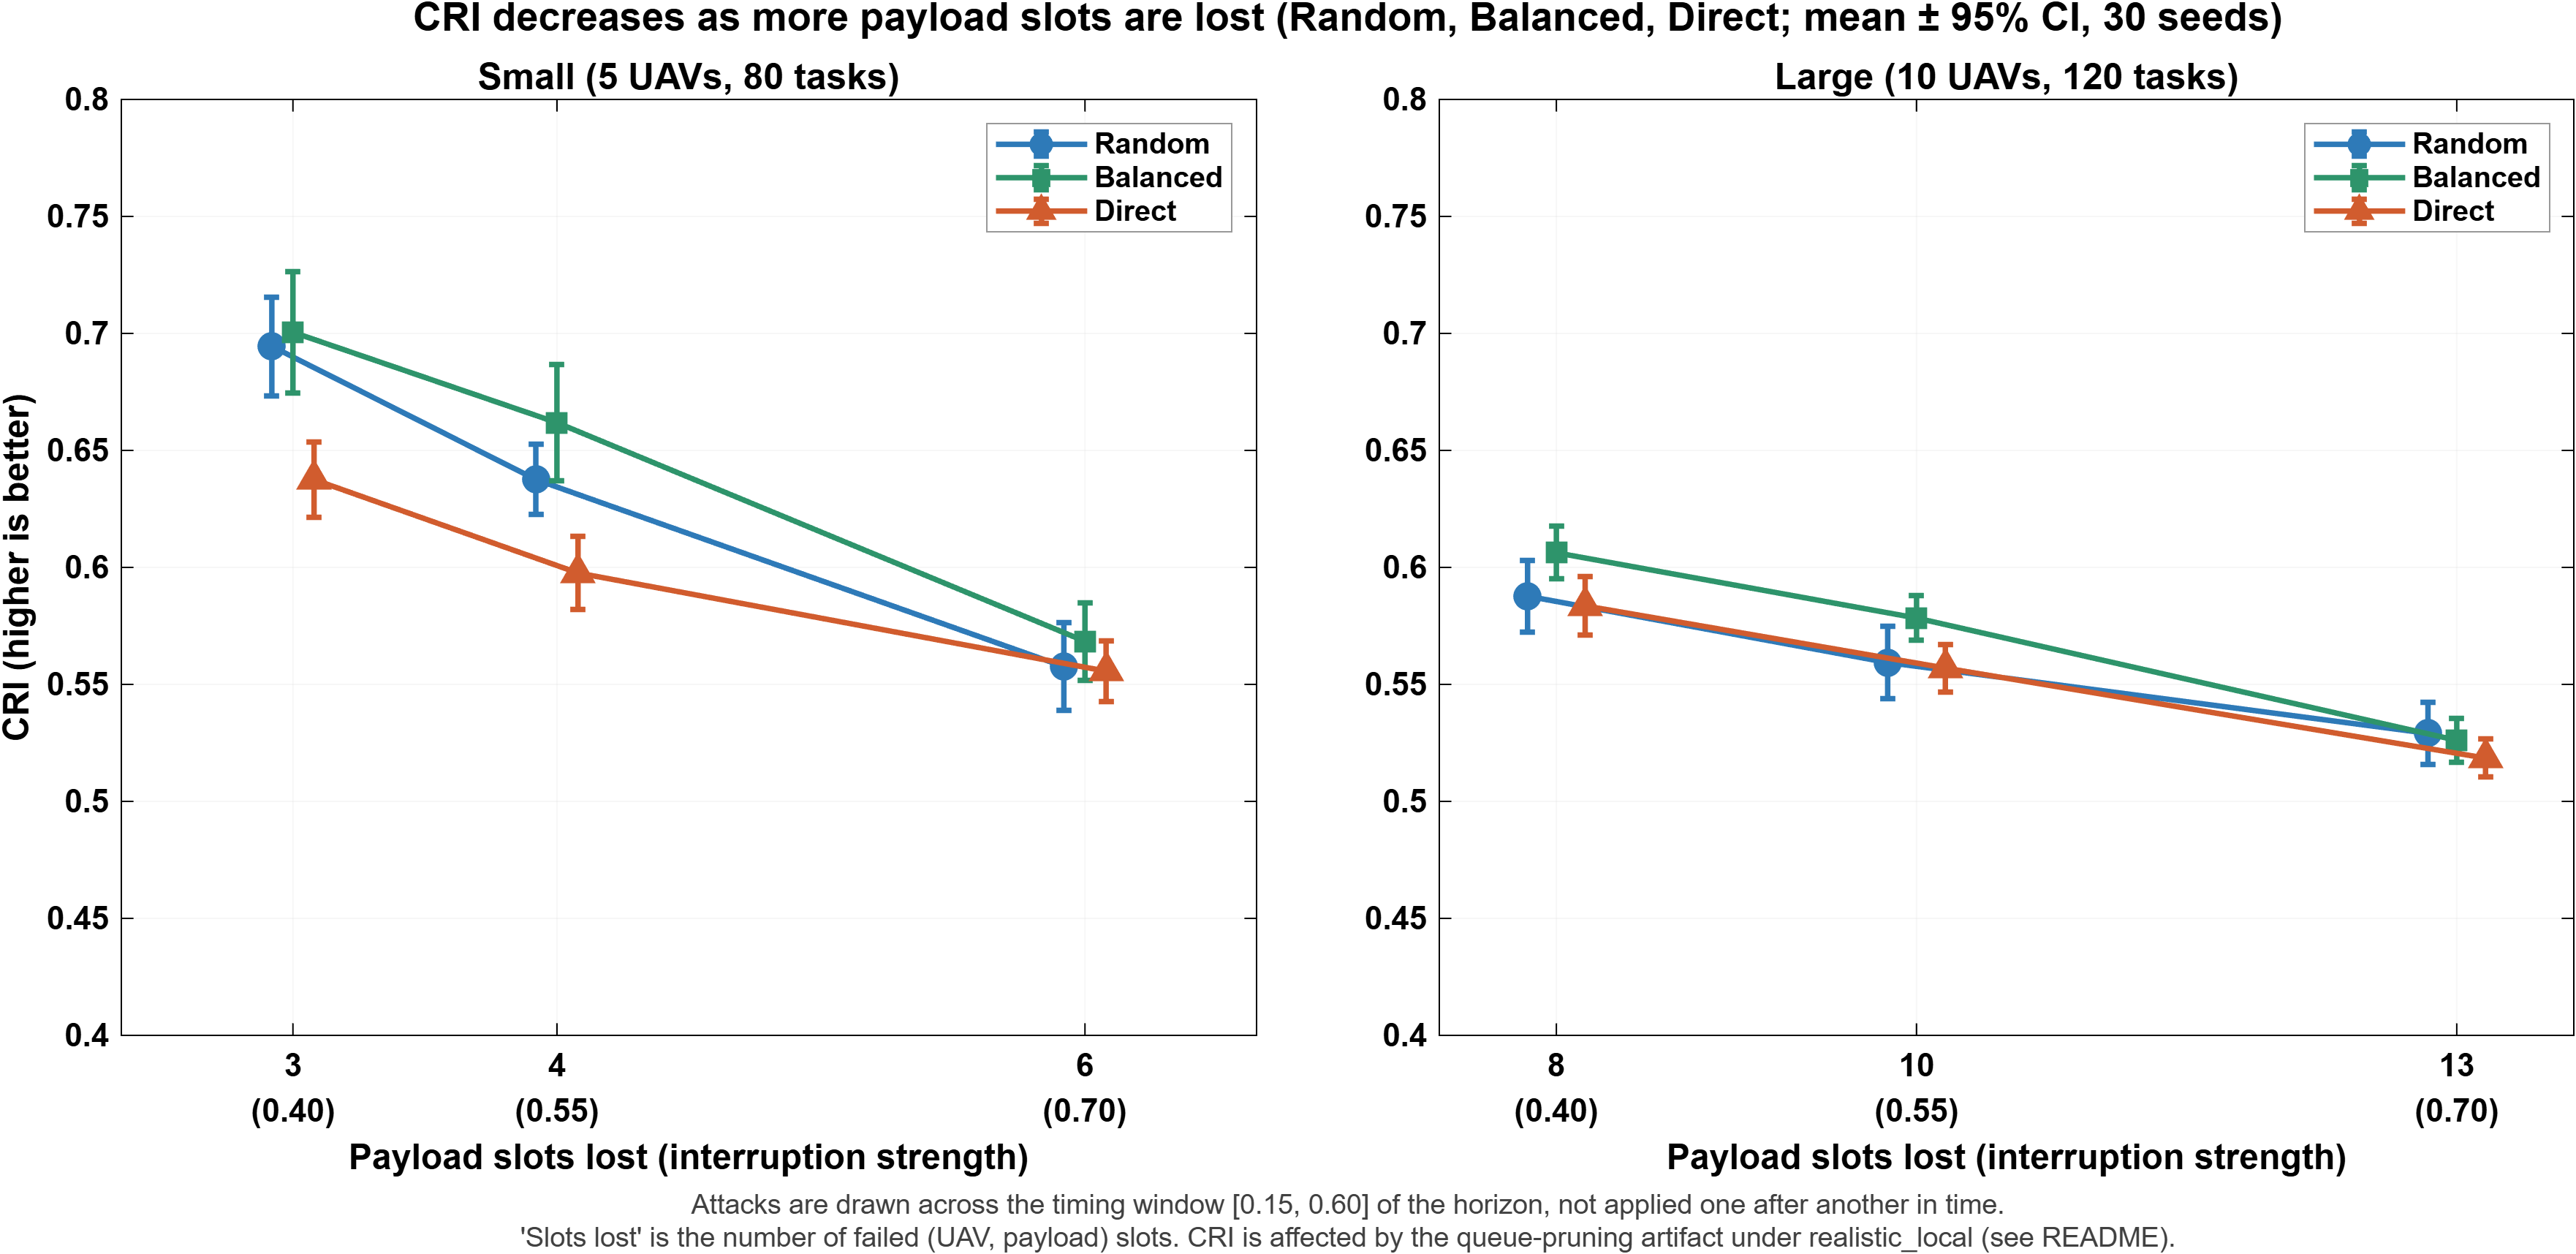 CRI decreases as more payload slots are lost (Random, Balanced, Direct; mean ± 95% CI, 30 seeds)
Small (5 UAVs, 80 tasks)
0.8
0.75
0.7
0.65
0.6
0.55
0.5
0.45
0.4
CRI (higher is better)
Random
Balanced
Direct
3
(0.40)
4
(0.55)
6
(0.70)
Payload slots lost (interruption strength)
Large (10 UAVs, 120 tasks)
0.8
0.75
0.7
0.65
0.6
0.55
0.5
0.45
0.4
Random
Balanced
Direct
8
(0.40)
10
(0.55)
13
(0.70)
Payload slots lost (interruption strength)
Attacks are drawn across the timing window [0.15, 0.60] of the horizon, not applied one after another in time.
'Slots lost' is the number of failed (UAV, payload) slots. CRI is affected by the queue-pruning artifact under realistic_local (see README).